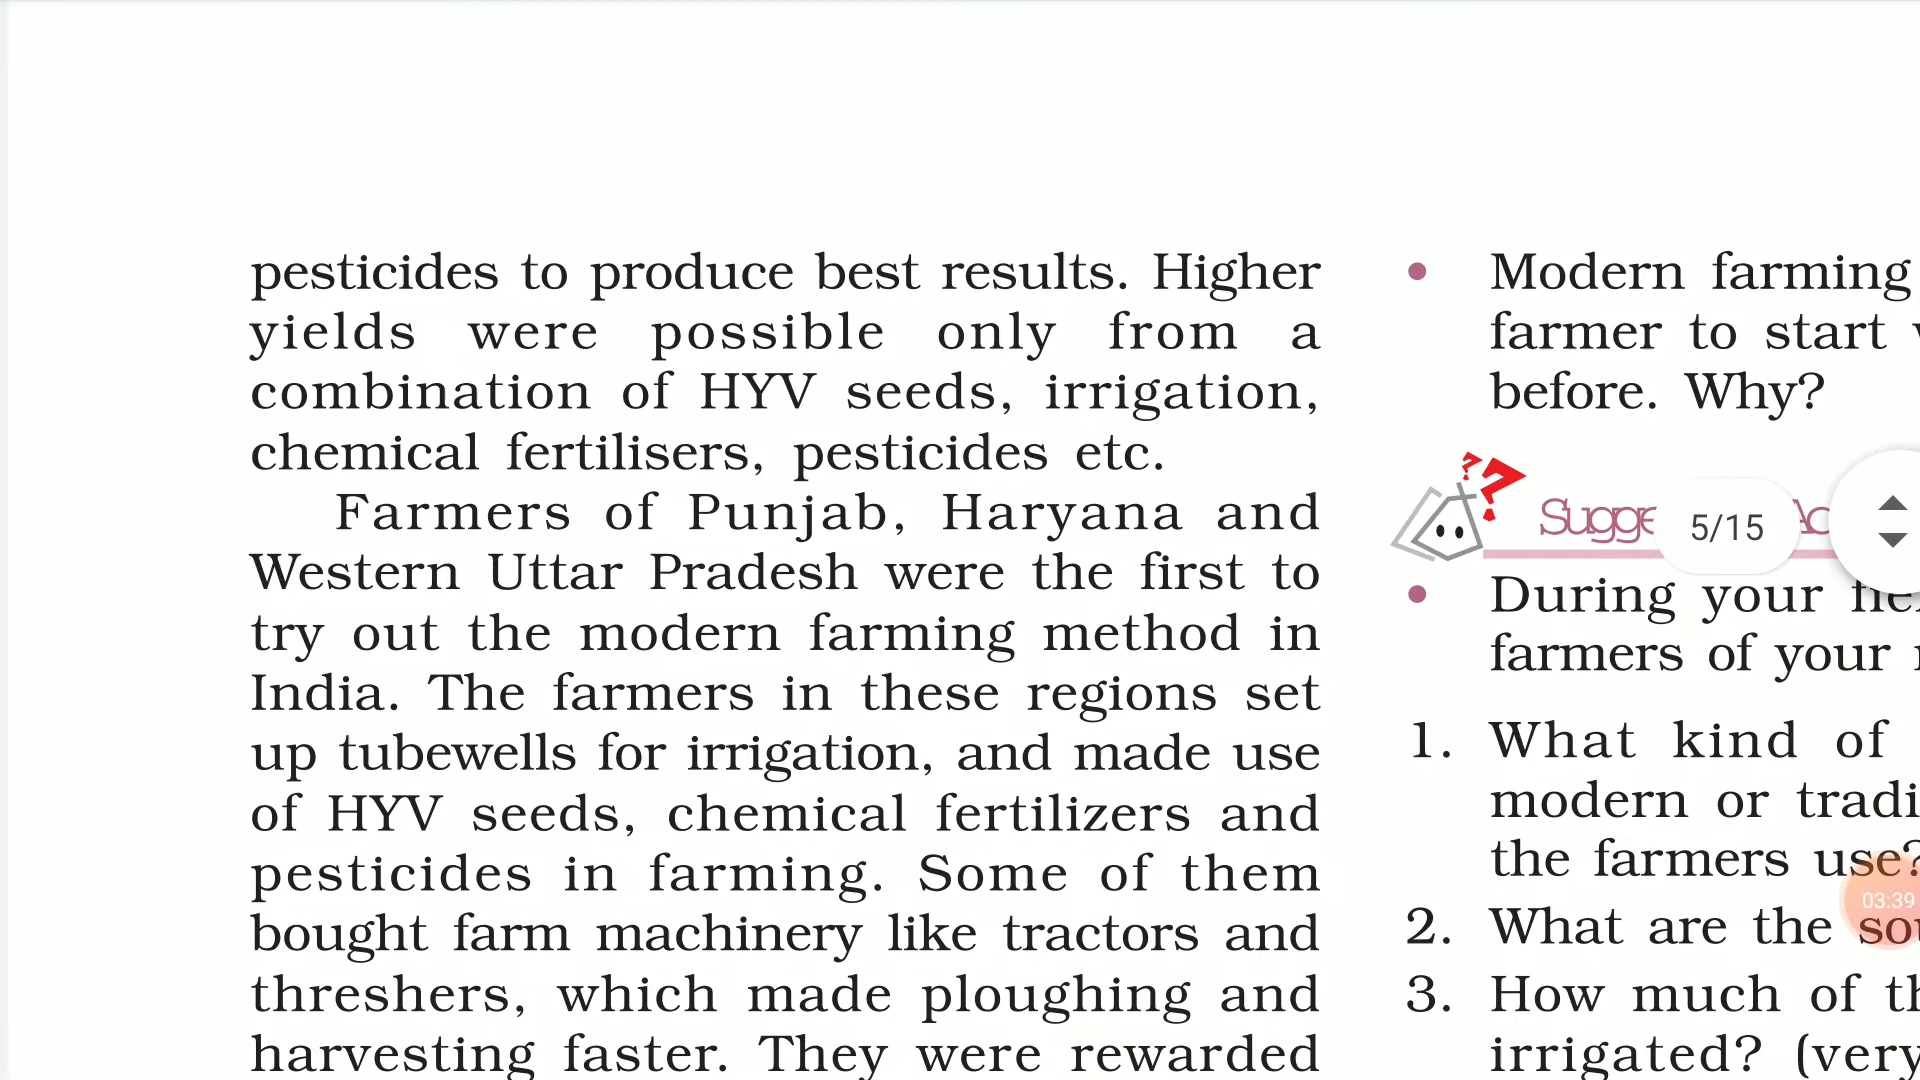 pesticides to produce best results. Higher
yields were possible only from a
combination of HYV seeds, irrigation,
chemical fertilisers, pesticides etc.
Farmers of Punjab, Haryana and
Western Uttar Pradesh were the first to
try out the modern farming method in
India. The farmers in these regions set
up tubewells for irrigation, and made use
of HYV seeds, chemical fertilizers and
pesticides in farming. Some of them
bought farm machinery like tractors and
threshers, which made ploughing and
harvesting faster. They were rewarded
Modern farming
farmer to start
before. Why?
5/15
During your
farmers of your
1. What kind of
modern or
the farmers use?
2. What are the
3. How much of
irrigated? (very
03:39